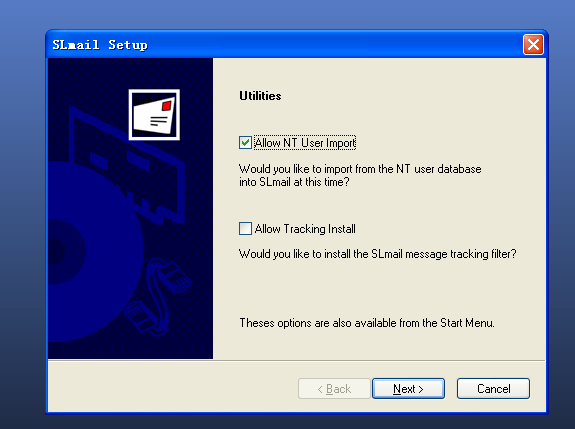 SLmail Setup
Utilities
Allow NT User Import
Would you like to import from the NT user database
into SLmail at this time?
Allow Tracking Install
Would you like to install the SLmail message tracking filter?
Theses options are also available from the Start Menu.
< Back
Next >
Cancel